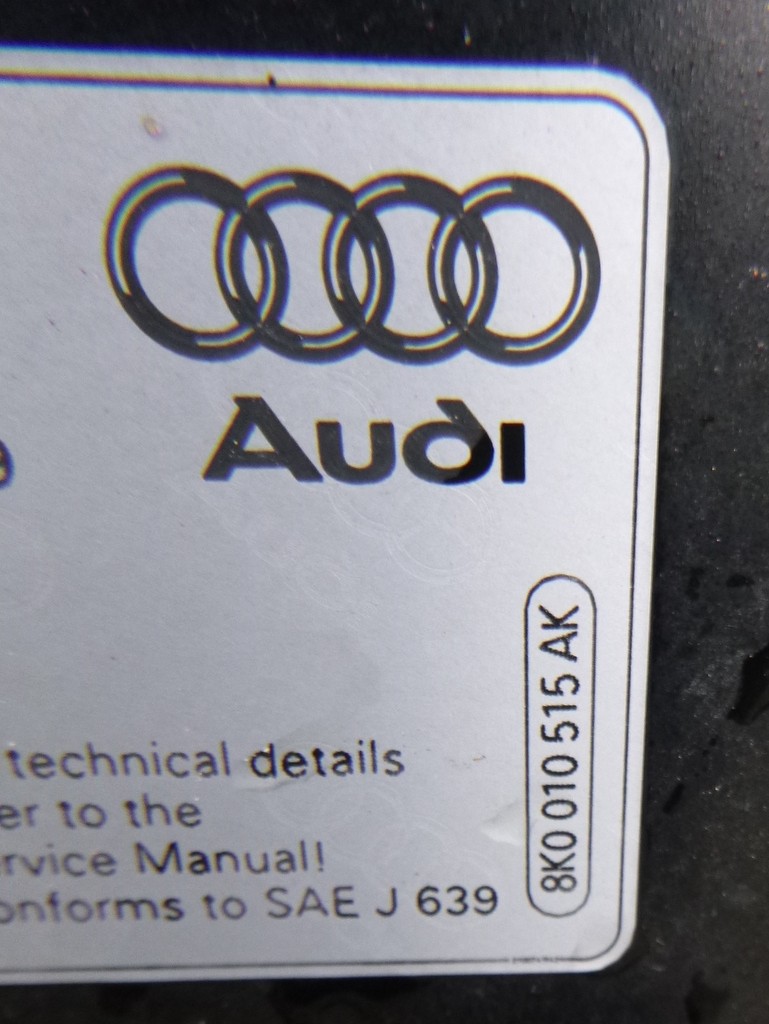 Audi
8K0 010 515 AK
technical details
er to the
rvice Manual!
onforms to SAE J 639